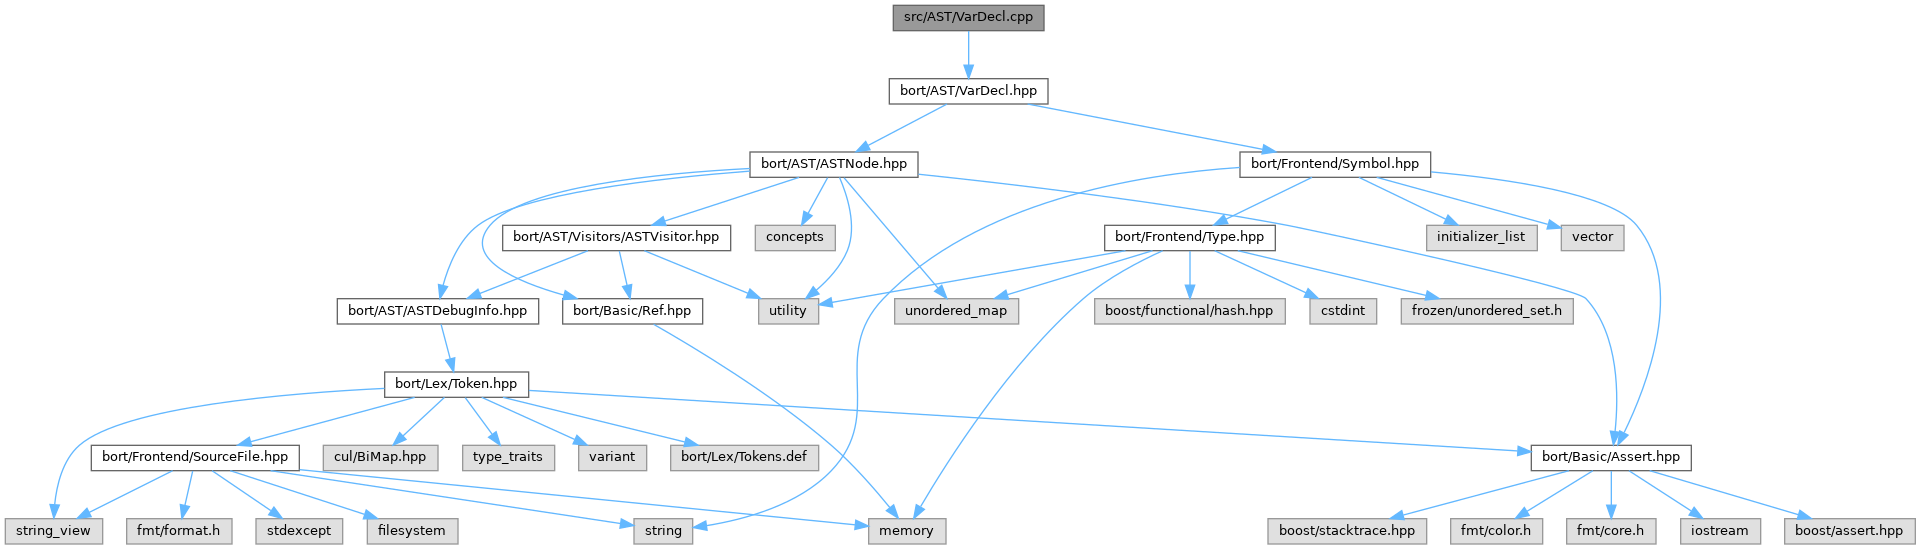 src/AST/VarDecl.cpp
bort/AST/VarDecl.hpp
bort/AST/ASTNode.hpp
bort/Frontend/Symbol.hpp
bort/AST/Visitors/ASTVisitor.hpp
concepts
bort/Frontend/Type.hpp
initializer_list
vector
bort/AST/ASTDebugInfo.hpp
bort/Basic/Ref.hpp
utility
unordered_map
boost/functional/hash.hpp
cstdint
frozen/unordered_set.h
bort/Lex/Token.hpp
bort/Frontend/SourceFile.hpp
cul/BiMap.hpp
type_traits
variant
bort/Lex/Tokens.def
bort/Basic/Assert.hpp
string_view
fmt/format.h
stdexcept
filesystem
string
memory
boost/stacktrace.hpp
fmt/color.h
fmt/core.h
iostream
boost/assert.hpp